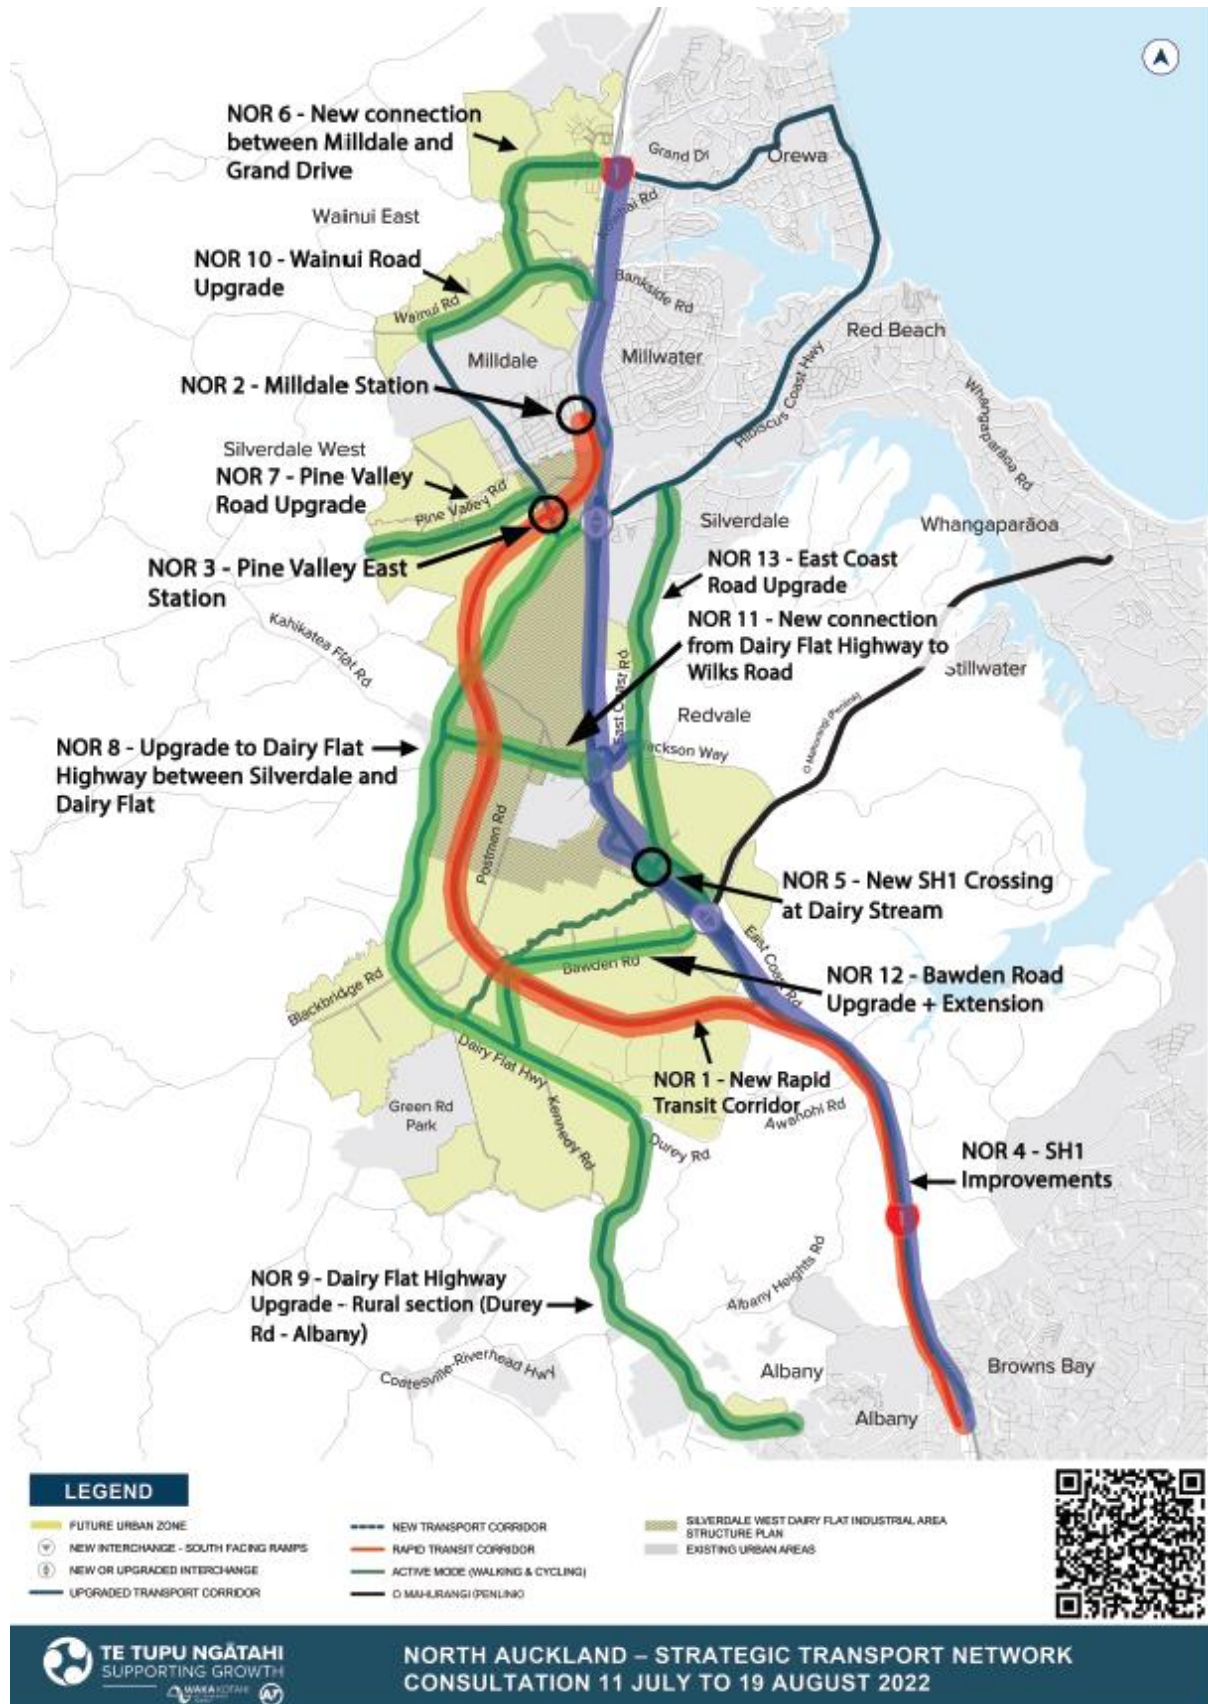 NOR 6 - New connection
between Milldale and
Grand Drive
Grand Dr
Orewa
Wainui East
NOR 10 - Wainui Road
Upgrade
Bankside Rd
Wainui Rd
Red Beach
Milldale
Millwater
NOR 2 - Milldale Station
Hibiscus Coast Hwy
Whangaparāoa Rd
Silverdale West
NOR 7 - Pine Valley
Road Upgrade
Pine Valley Rd
Silverdale
Whangaparāoa
NOR 3 - Pine Valley East
Station
NOR 13 - East Coast
Road Upgrade
NOR 11 - New connection
from Dairy Flat Highway to
Wilks Road
Kahikatea Flat Rd
Stillwater
East Coast Rd
Redvale
O Mahurangi (Penlink)
Jackson Way
NOR 8 - Upgrade to Dairy Flat
Highway between Silverdale and
Dairy Flat
Postman Rd
NOR 5 - New SH1 Crossing
at Dairy Stream
East Coast Rd
Bawden Rd
NOR 12 - Bawden Road
Upgrade + Extension
Blackbridge Rd
Dairy Flat Hwy
NOR 1 - New Rapid
Transit Corridor
Awanohi Rd
Green Rd
Park
Kennedy Rd
Durey Rd
NOR 4 - SH1
Improvements
Albany Heights Rd
NOR 9 - Dairy Flat Highway
Upgrade - Rural section (Durey
Rd - Albany)
Coatesville-Riverhead Hwy
Albany
Browns Bay
Albany
LEGEND
FUTURE URBAN ZONE
NEW INTERCHANGE - SOUTH FACING RAMPS
NEW OR UPGRADED INTERCHANGE
UPGRADED TRANSPORT CORRIDOR
NEW TRANSPORT CORRIDOR
RAPID TRANSIT CORRIDOR
ACTIVE MODE (WALKING & CYCLING)
O MAHURANGI (PENLINK)
SILVERDALE WEST DAIRY FLAT INDUSTRIAL AREA
STRUCTURE PLAN
EXISTING URBAN AREAS
TE TUPU NGĀTAHI
SUPPORTING GROWTH
WAKA KOTAHI
AT
NORTH AUCKLAND – STRATEGIC TRANSPORT NETWORK
CONSULTATION 11 JULY TO 19 AUGUST 2022